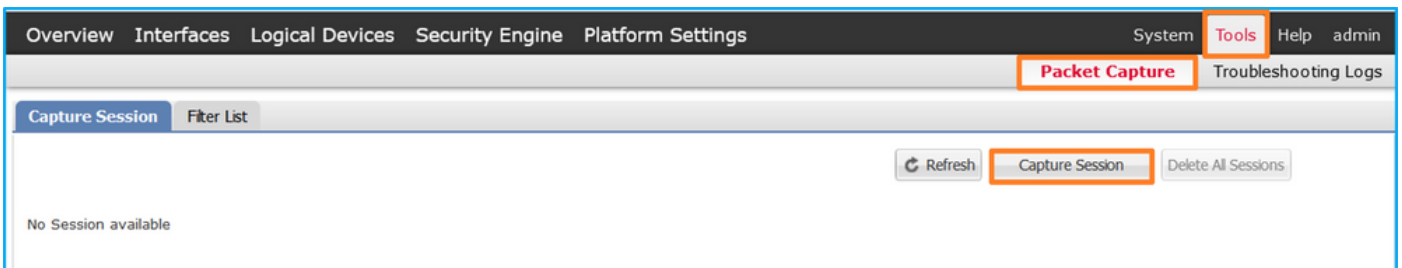 Overview Interfaces Logical Devices Security Engine Platform Settings System Tools Help admin
Packet Capture Troubleshooting Logs
Capture Session Filter List
Refresh Capture Session Delete All Sessions
No Session available